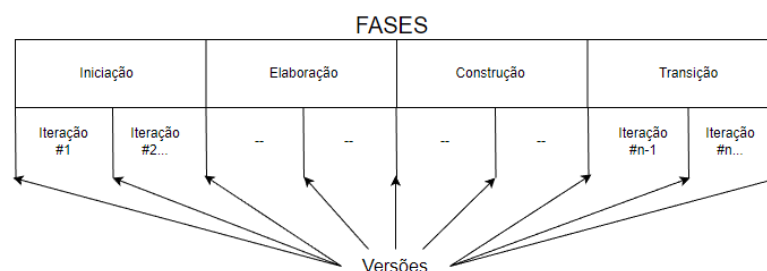 FASES
Iniciação
Elaboração
Construção
Transição
Iteração
#1
Iteração
#2...
--
--
--
--
Iteração
#n-1
Iteração
#n...
Versões